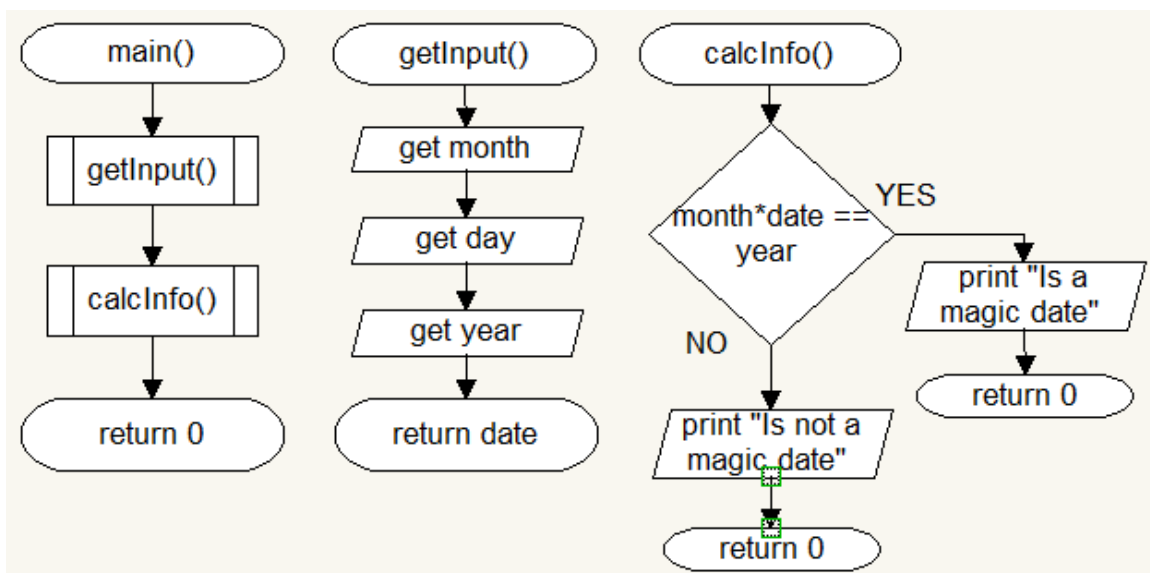 main()
getInput()
calcInfo()
return 0
getInput()
get month
get day
get year
return date
calcInfo()
month*date ==
year
YES
print "Is a
magic date"
return 0
NO
print "Is not a
magic date"
return 0